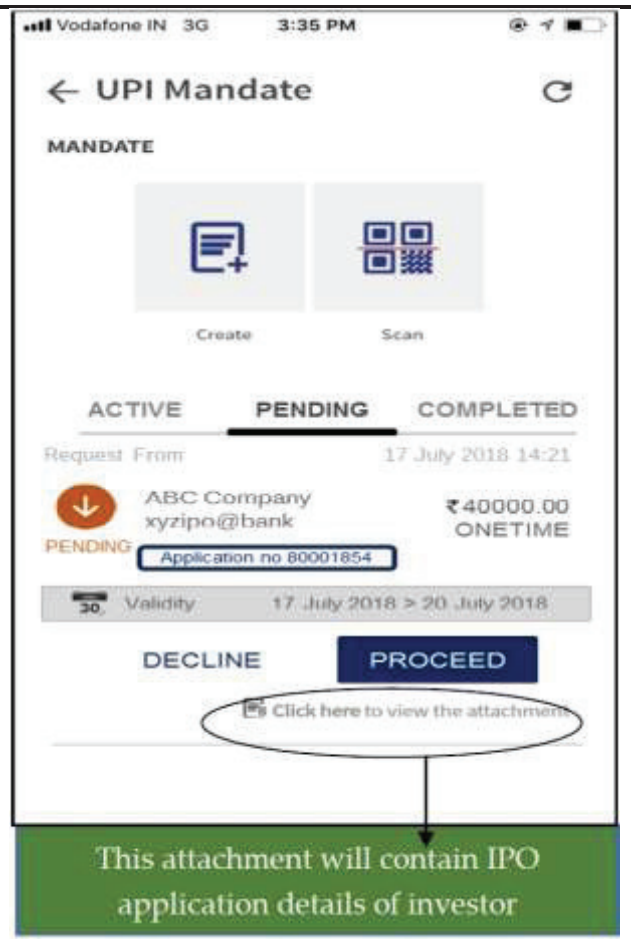 Vodafone IN 3G 3:35 PM
← UPI Mandate
MANDATE
Create Scan
ACTIVE PENDING COMPLETED
Request From 17 July 2018 14:21
ABC Company ₹40000.00
xyzipo@bank ONETIME
PENDING
Application no 80001854
30 Validity 17 July 2018 > 20 July 2018
DECLINE PROCEED
Click here to view the attachment
This attachment will contain IPO
application details of investor